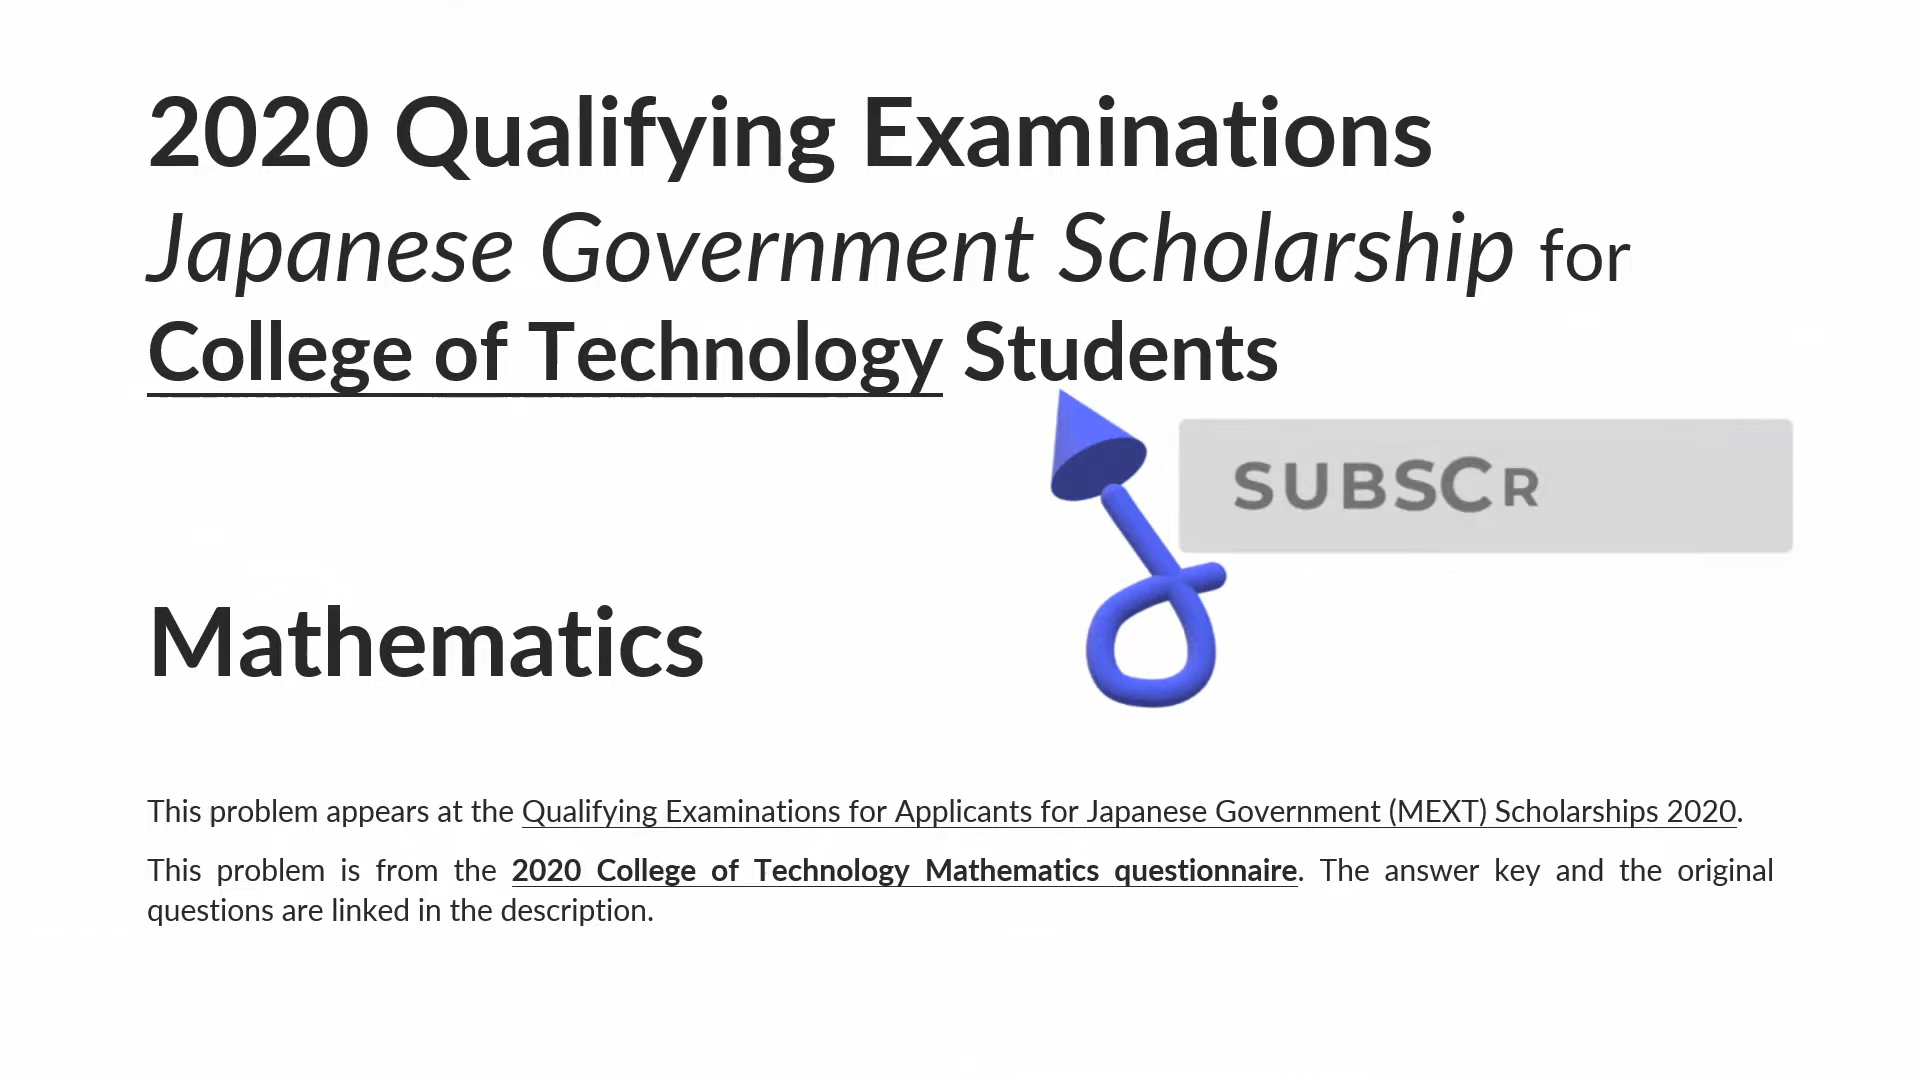 2020 Qualifying Examinations
Japanese Government Scholarship for
College of Technology Students
SUBSCR
Mathematics
This problem appears at the Qualifying Examinations for Applicants for Japanese Government (MEXT) Scholarships 2020.
This problem is from the 2020 College of Technology Mathematics questionnaire. The answer key and the original
questions are linked in the description.